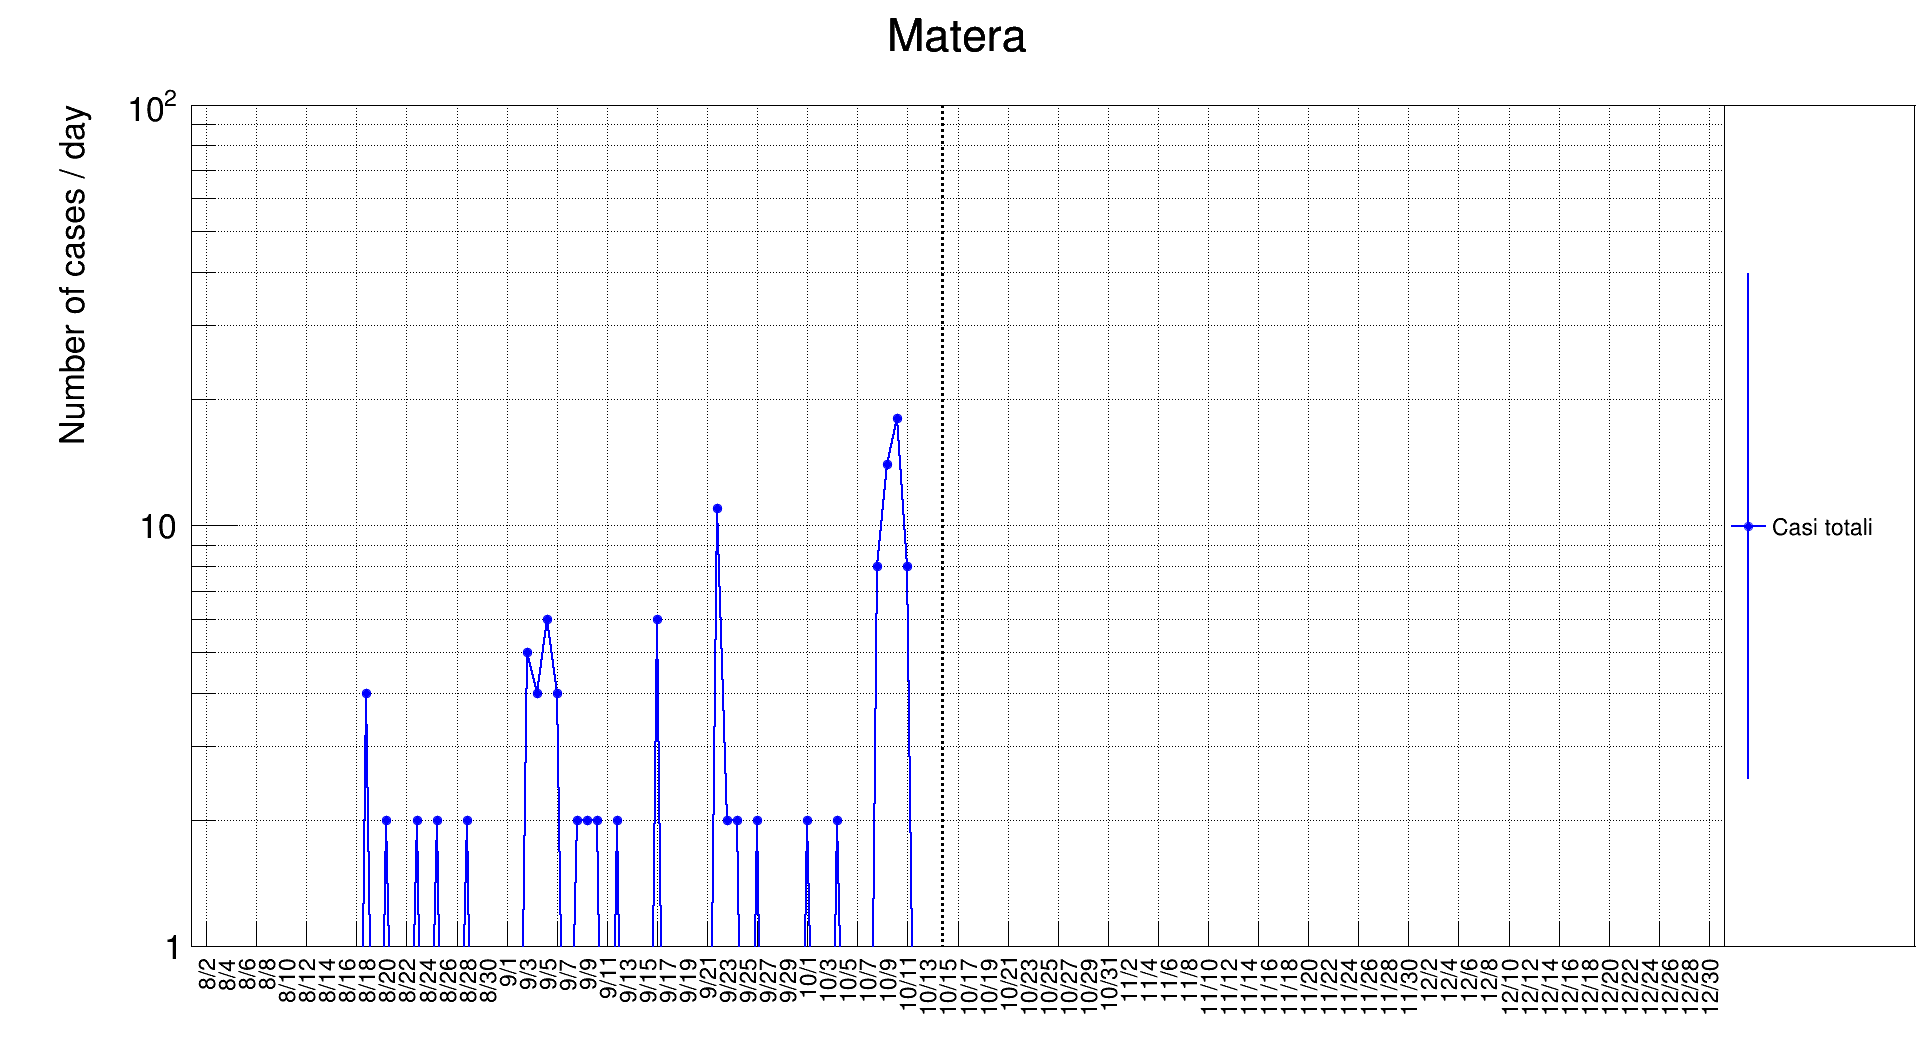 Matera
Number of cases / day
10²
10
1
8/2 8/4 8/6 8/8 8/10 8/12 8/14 8/16 8/18 8/20 8/22 8/24 8/26 8/28 8/30 9/1 9/3 9/5 9/7 9/9 9/11 9/13 9/15 9/17 9/19 9/21 9/23 9/25 9/27 9/29 10/1 10/3 10/5 10/7 10/9 10/11 10/13 10/15 10/17 10/19 10/21 10/23 10/25 10/27 10/29 10/31 11/2 11/4 11/6 11/8 11/10 11/12 11/14 11/16 11/18 11/20 11/22 11/24 11/26 11/28 11/30 12/2 12/4 12/6 12/8 12/10 12/12 12/14 12/16 12/18 12/20 12/22 12/24 12/26 12/28 12/30
Casi totali